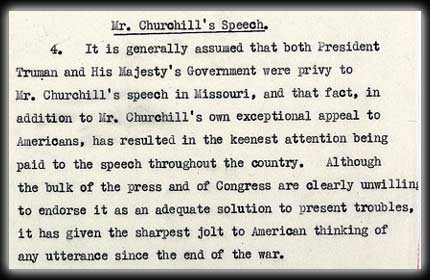 Mr. Churchill's Speech.
4. It is generally assumed that both President
Truman and His Majesty's Government were privy to
Mr. Churchill's speech in Missouri, and that fact, in
addition to Mr. Churchill's own exceptional appeal to
Americans, has resulted in the keenest attention being
paid to the speech throughout the country. Although
the bulk of the press and of Congress are clearly unwilling
to endorse it as an adequate solution to present troubles,
it has given the sharpest jolt to American thinking of
any utterance since the end of the war.